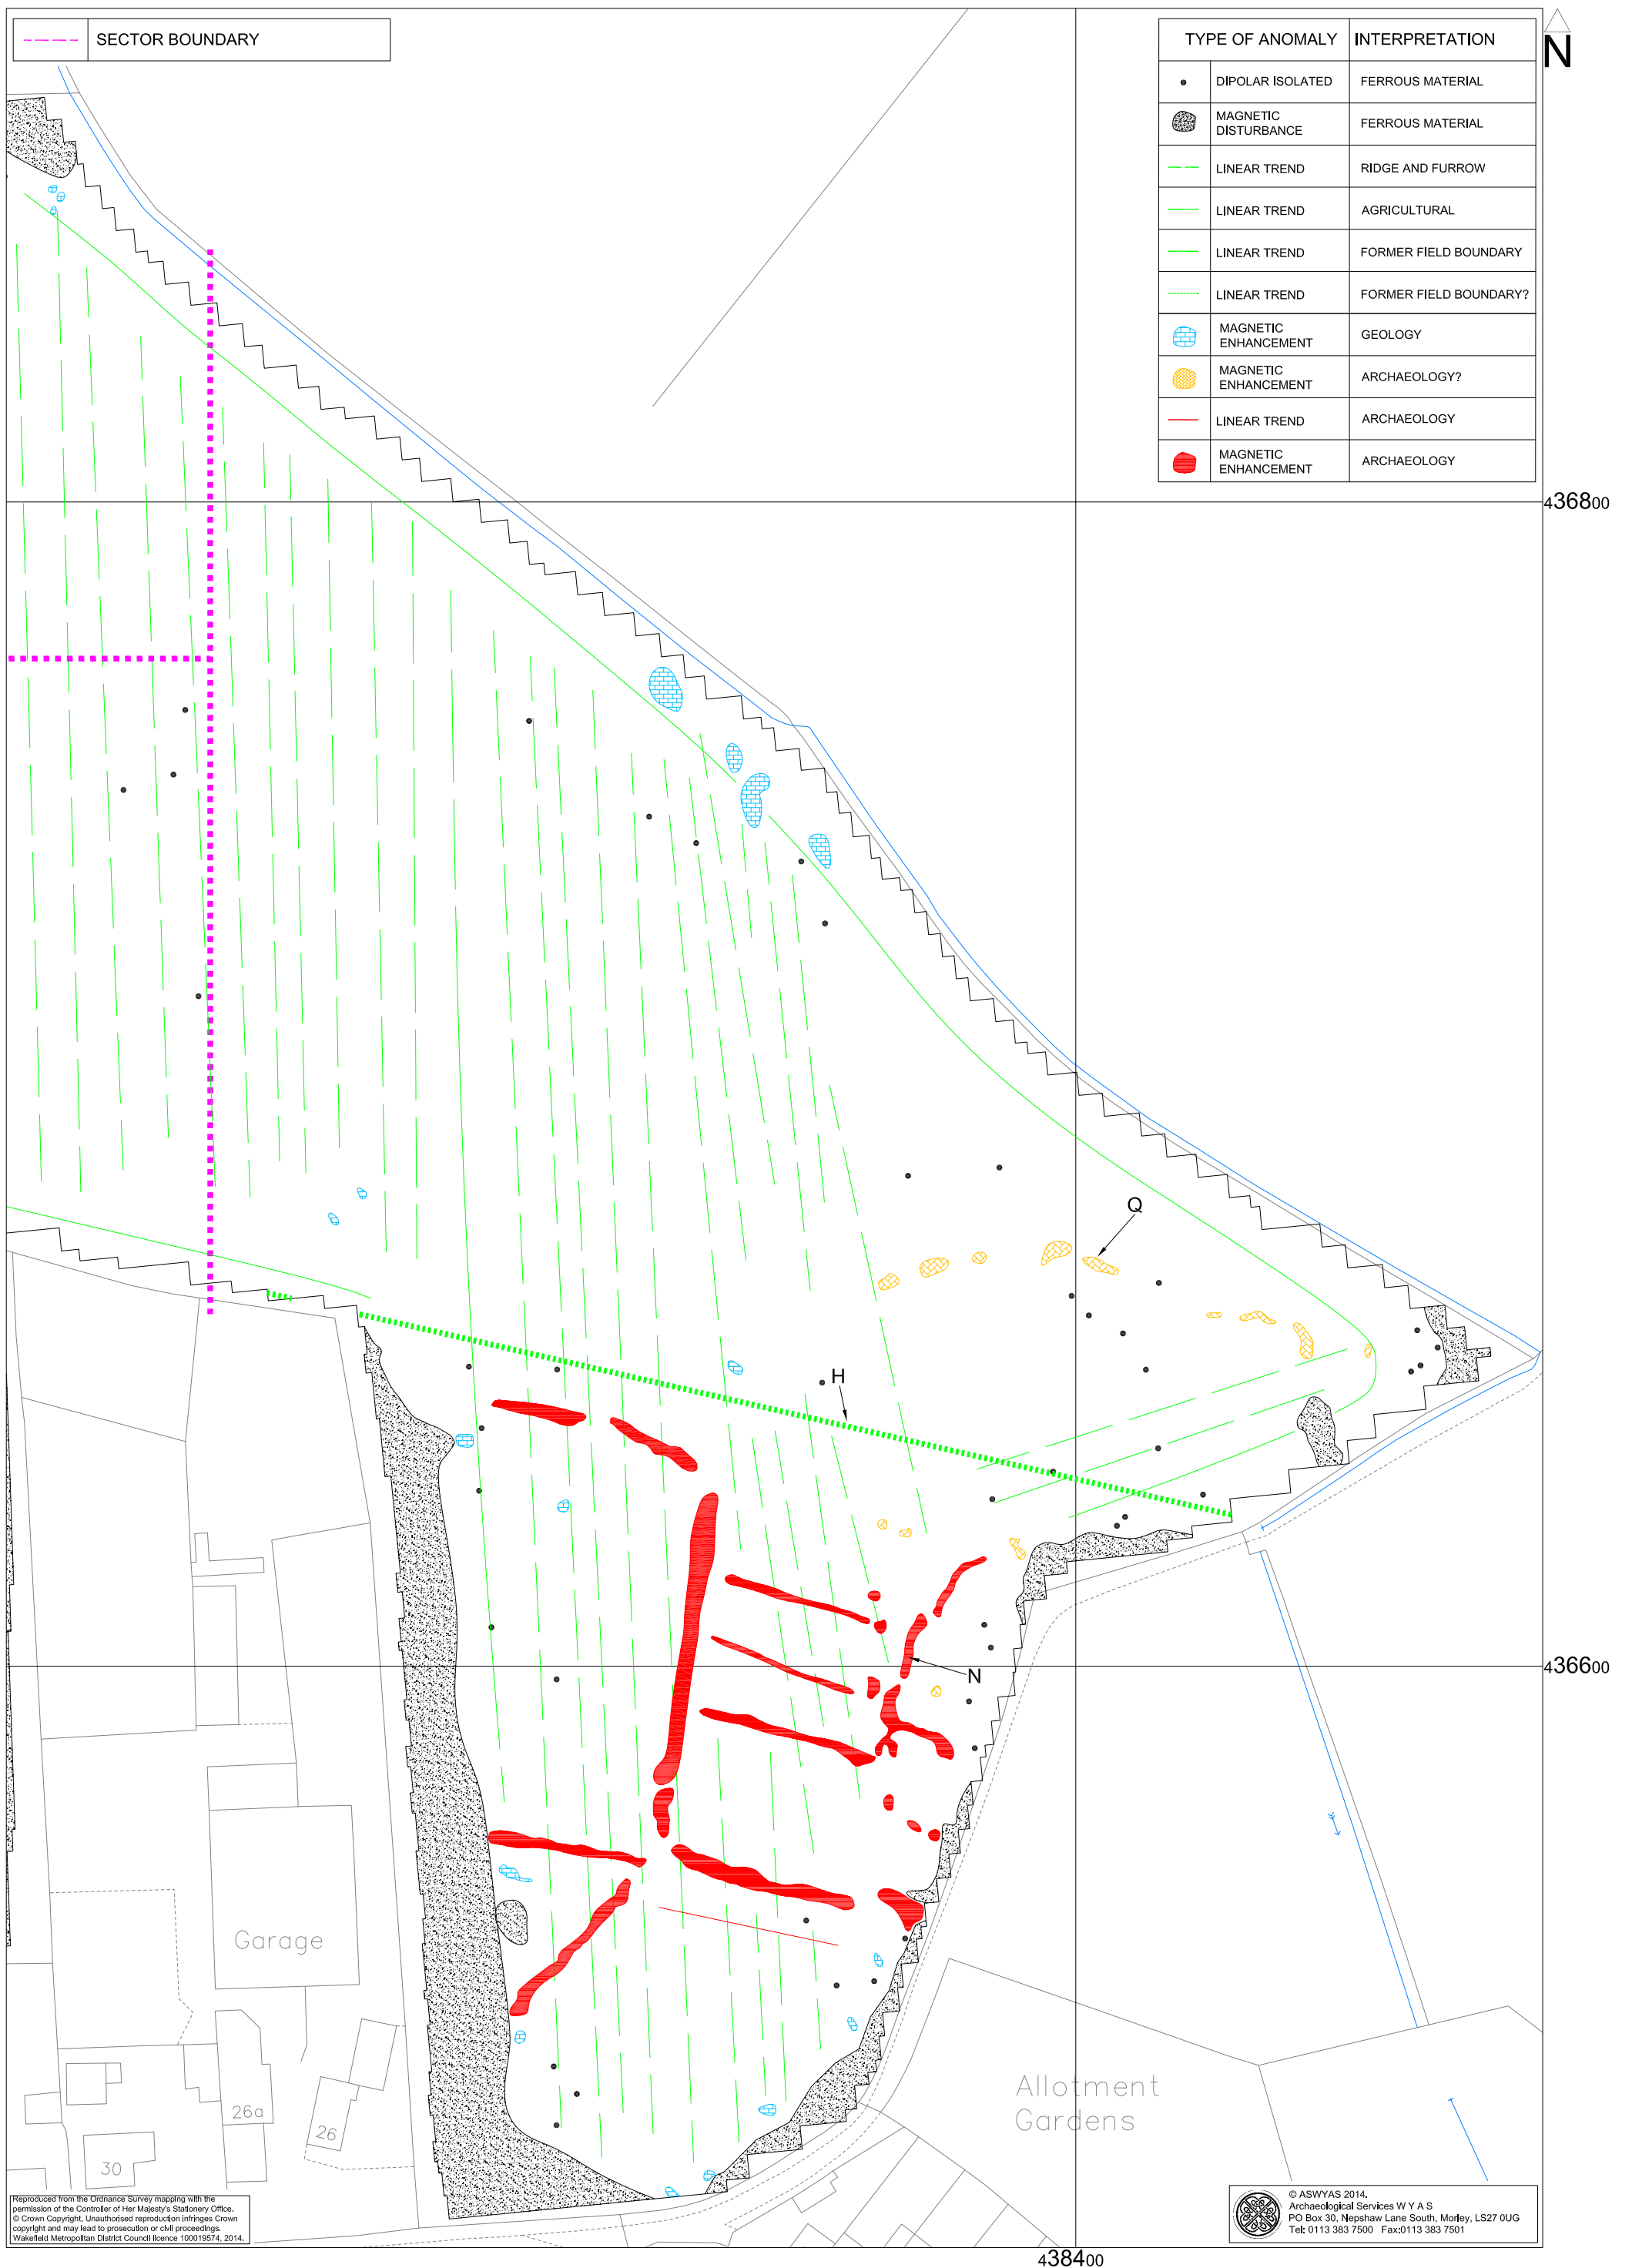 SECTOR BOUNDARY
TYPE OF ANOMALY INTERPRETATION
DIPOLAR ISOLATED FERROUS MATERIAL
MAGNETIC
DISTURBANCE
FERROUS MATERIAL
LINEAR TREND RIDGE AND FURROW
LINEAR TREND AGRICULTURAL
LINEAR TREND FORMER FIELD BOUNDARY
LINEAR TREND FORMER FIELD BOUNDARY?
MAGNETIC
ENHANCEMENT
GEOLOGY
MAGNETIC
ENHANCEMENT
ARCHAEOLOGY?
LINEAR TREND ARCHAEOLOGY
MAGNETIC
ENHANCEMENT
ARCHAEOLOGY
N
436800
Q
H
N
436600
Garage
Allotment
Gardens
26a
26
30
Reproduced from the Ordnance Survey mapping with the
permission of the Controller of Her Majesty's Stationery Office.
© Crown Copyright. Unauthorised reproduction infringes Crown
copyright and may lead to prosecution or civil proceedings.
Wakefield Metropolitan District Council licence 100019574, 2014.
© ASWYAS 2014.
Archaeological Services W Y A S
PO Box 30, Nepshaw Lane South, Morley, LS27 0UG
Tel: 0113 383 7500 Fax:0113 383 7501
438400